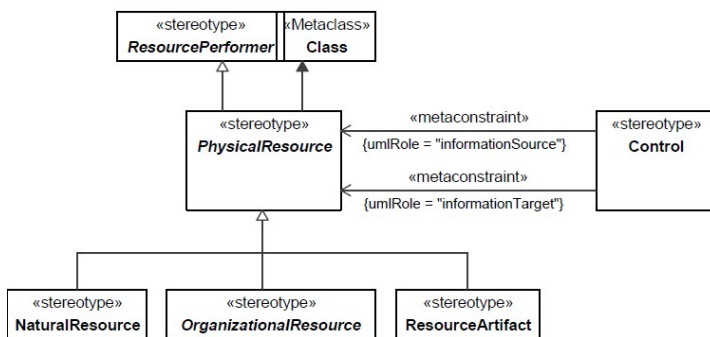 «stereotype»
ResourcePerformer
«Metaclass»
Class
«stereotype»
PhysicalResource
«metaconstraint»
{umlRole = "informationSource"}
«metaconstraint»
{umlRole = "informationTarget"}
«stereotype»
Control
«stereotype»
NaturalResource
«stereotype»
OrganizationalResource
«stereotype»
ResourceArtifact